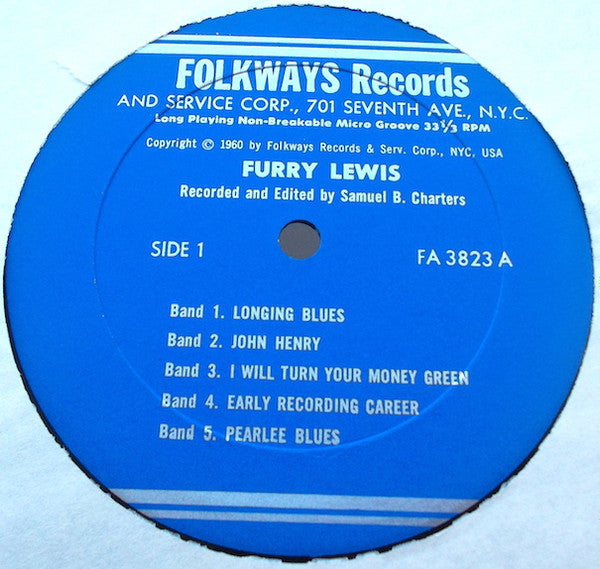 FOLKWAYS Records
AND SERVICE CORP., 701 SEVENTH AVE., N.Y.C.
Long Playing Non-Breakable Micro Groove 33⅓ RPM
Copyright © 1960 by Folkways Records & Serv. Corp., NYC, USA
FURRY LEWIS
Recorded and Edited by Samuel B. Charters
SIDE 1 FA 3823 A
Band 1. LONGING BLUES
Band 2. JOHN HENRY
Band 3. I WILL TURN YOUR MONEY GREEN
Band 4. EARLY RECORDING CAREER
Band 5. PEARLEE BLUES